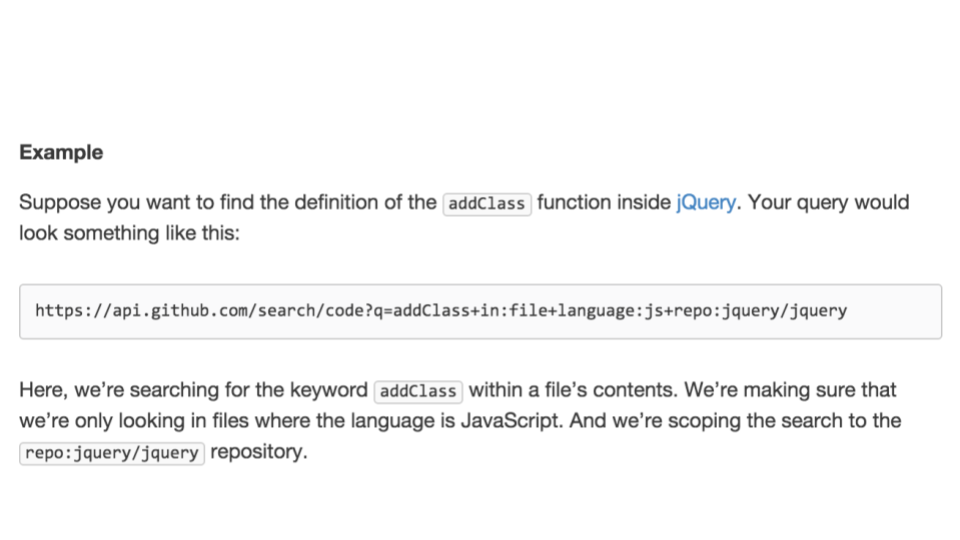 Example
Suppose you want to find the definition of the addClass function inside jQuery. Your query would
look something like this:
https://api.github.com/search/code?q=addClass+in:file+language:js+repo:jquery/jquery
Here, we’re searching for the keyword addClass within a file’s contents. We’re making sure that
we’re only looking in files where the language is JavaScript. And we’re scoping the search to the
repo:jquery/jquery repository.